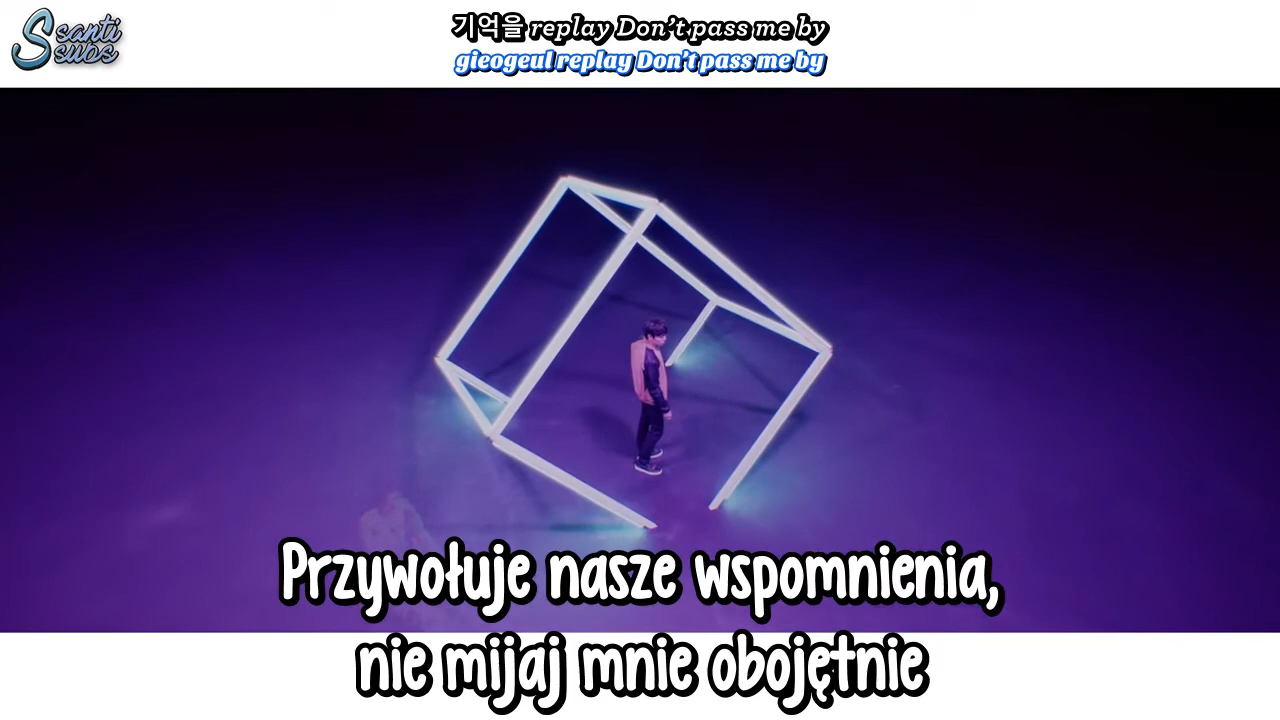 Ssanti
subs
기억을 replay Don't pass me by
gieogeul replay Don't pass me by
Przywołuje nasze wspomnienia,
nie mijaj mnie obojętnie